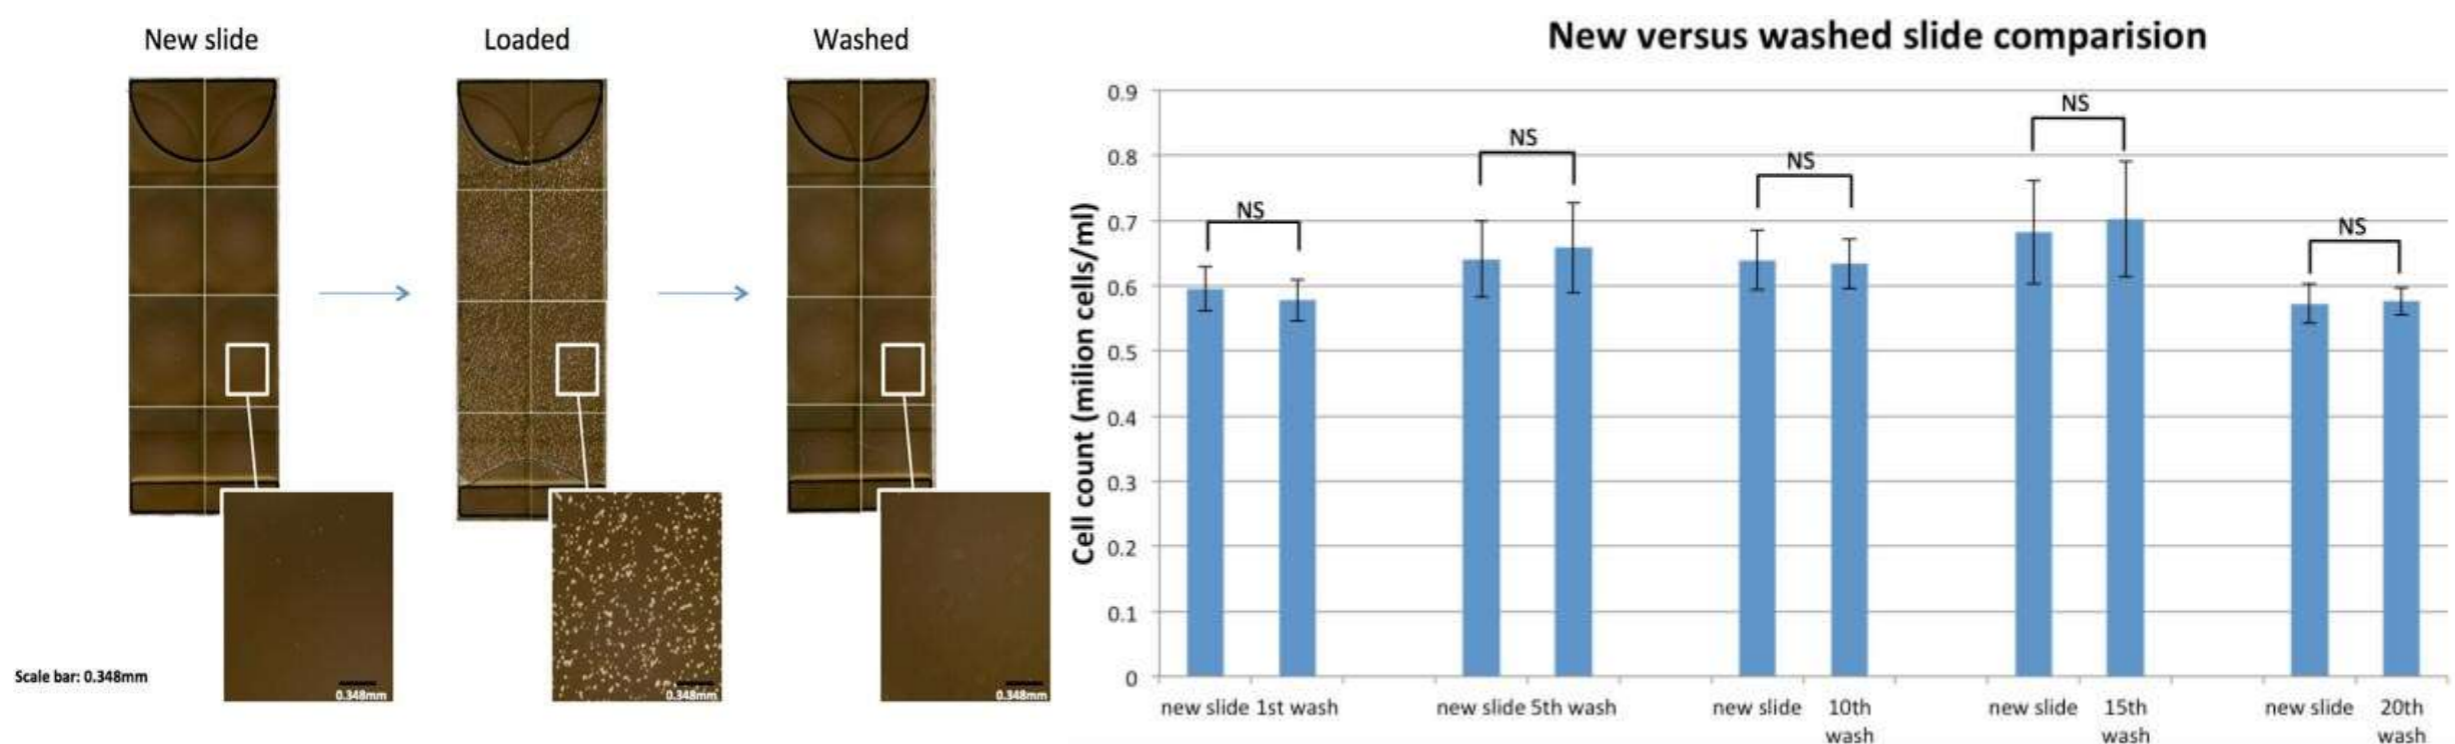 New slide
Loaded
Washed
Scale bar: 0.348mm
0.348mm
0.348mm
0.348mm
New versus washed slide comparision
Cell count (milion cells/ml)
0.9
0.8
0.7
0.6
0.5
0.4
0.3
0.2
0.1
0
NS
NS
NS
NS
NS
new slide 1st wash
new slide 5th wash
new slide 10th
wash
new slide 15th
wash
new slide 20th
wash